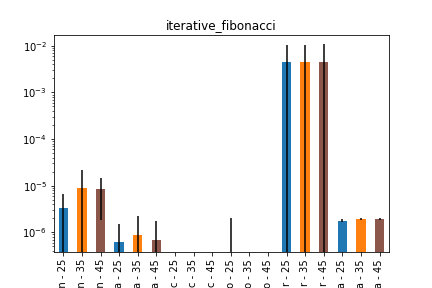 iterative_fibonacci
10⁻²
10⁻³
10⁻⁴
10⁻⁵
10⁻⁶
n - 25
n - 35
n - 45
a - 25
a - 35
a - 45
c - 25
c - 35
c - 45
o - 25
o - 35
o - 45
r - 25
r - 35
r - 45
a - 25
a - 35
a - 45